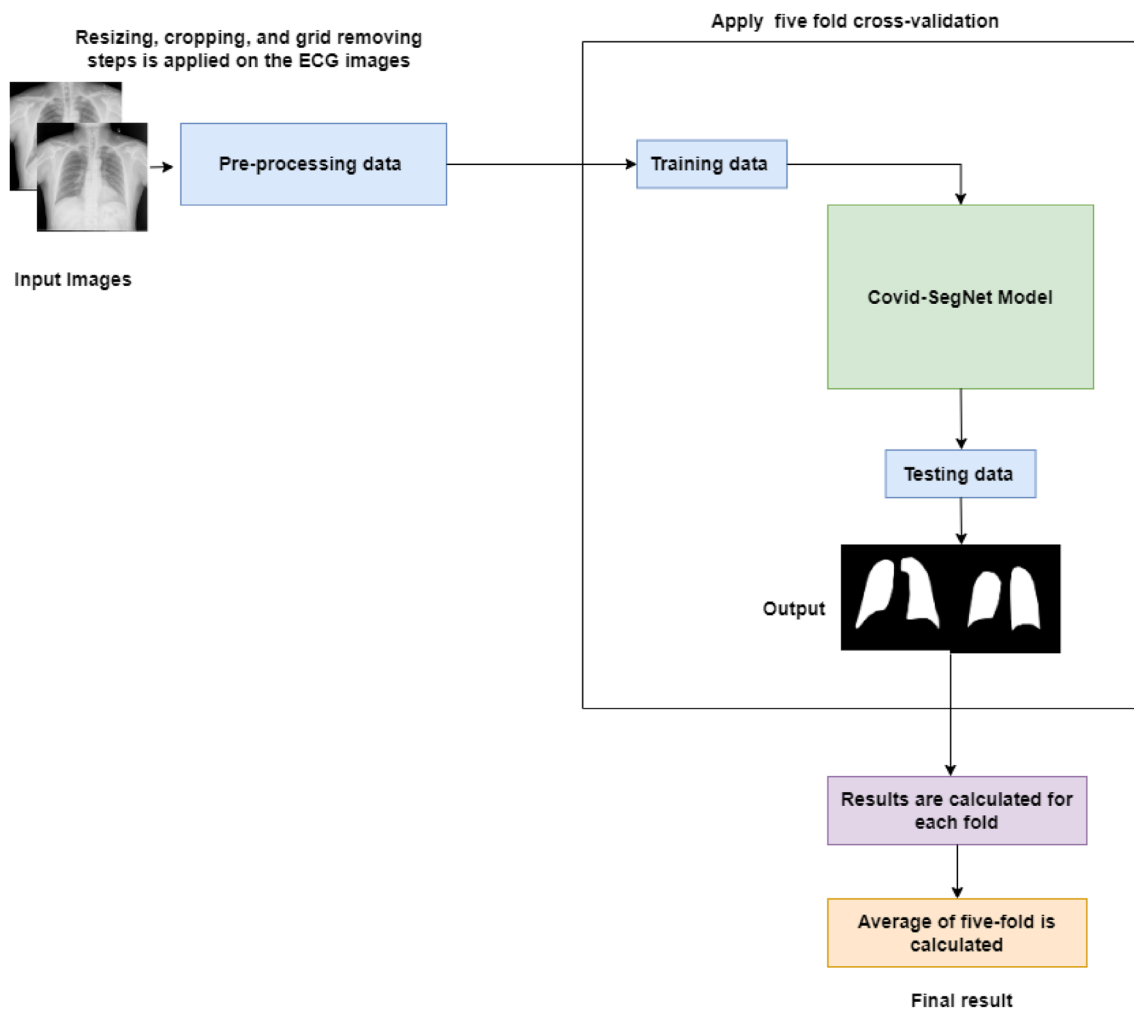 Apply five fold cross-validation
Resizing, cropping, and grid removing
steps is applied on the ECG images
Pre-processing data
Training data
Input Images
Covid-SegNet Model
Testing data
Output
Results are calculated for
each fold
Average of five-fold is
calculated
Final result